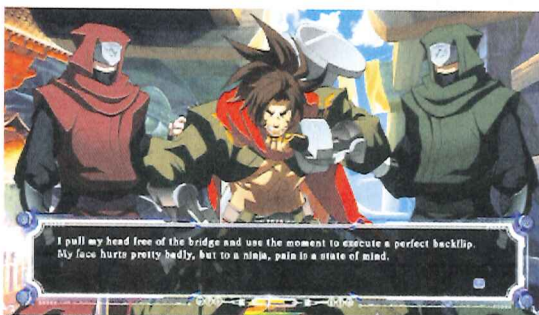 I pull my head free of the bridge and use the moment to execute a perfect backflip.
My face hurts pretty badly, but to a ninja, pain is a state of mind.